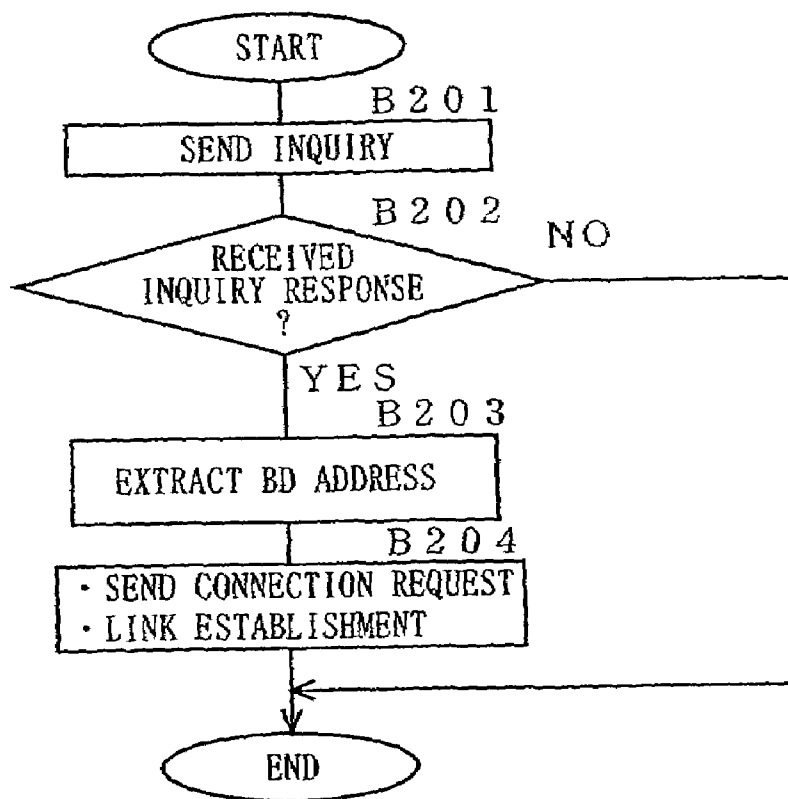 START
B201
SEND INQUIRY
B202
NO
RECEIVED
INQUIRY RESPONSE
?
YES
B203
EXTRACT BD ADDRESS
B204
· SEND CONNECTION REQUEST
· LINK ESTABLISHMENT
END